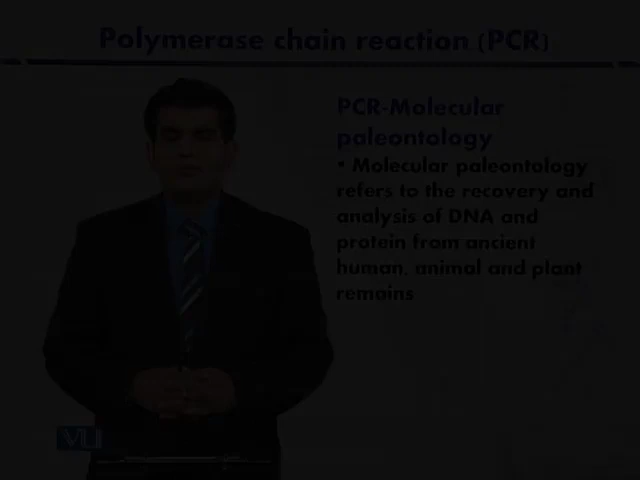 Polymerase chain reaction (PCR)
PCR-Molecular
paleontology
• Molecular paleontology
refers to the recovery and
analysis of DNA and
protein from ancient
human, animal and plant
remains
VU